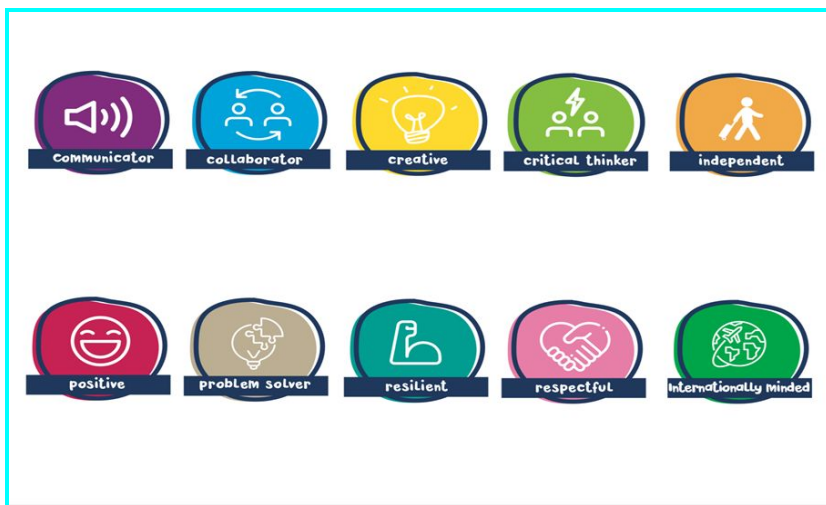 communicator
collaborator
creative
critical thinker
independent
positive
problem solver
resilient
respectful
Internationally Minded